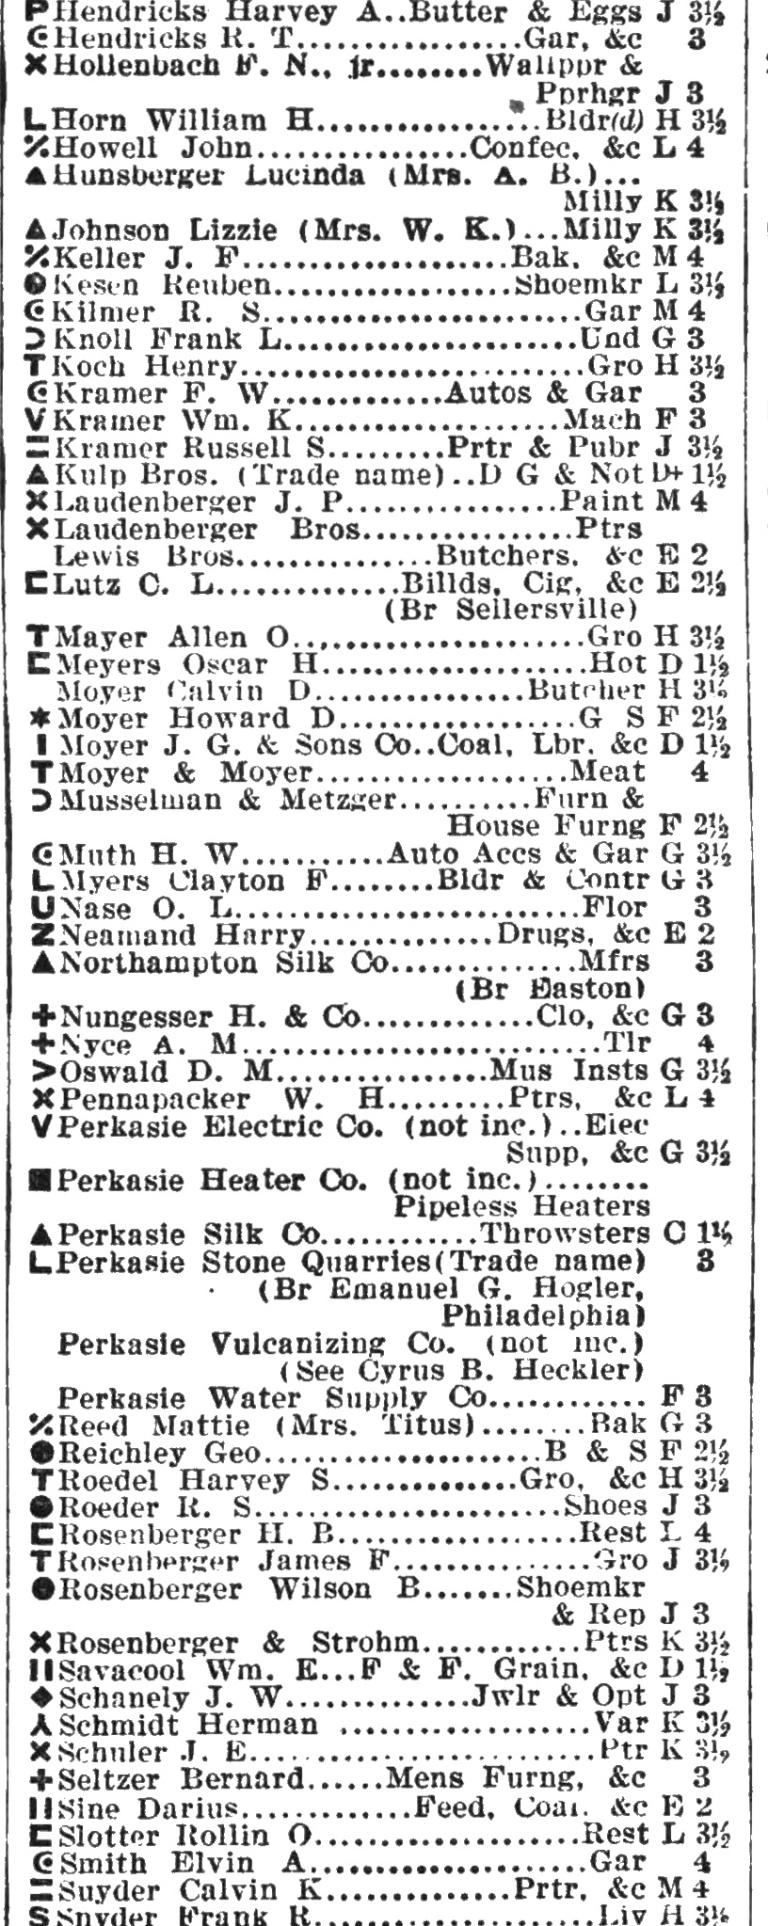 P Hendricks Harvey A..Butter & Eggs J 3½
C Hendricks R. T.................Gar, &c 3
X Hollenbach F. N., jr.........Wallppr &
Pprhgr J 3
L Horn William H.................Bldr(d) H 3½
% Howell John................Confec, &c L 4
▲ Hunsberger Lucinda (Mrs. A. B.)...
Milly K 3½
▲ Johnson Lizzie (Mrs. W. K.)...Milly K 3½
% Keller J. F....................Bak, &c M 4
● Kesen Reuben..................Shoemkr L 3½
C Kilmer R. S........................Gar M 4
Ɔ Knoll Frank L......................Und G 3
T Koch Henry..........................Gro H 3½
C Kramer F. W.............Autos & Gar 3
V Kramer Wm. K....................Mach F 3
= Kramer Russell S.........Prtr & Pubr J 3½
▲ Kulp Bros. (Trade name)..D G & Not D+ 1½
X Laudenberger J. P................Paint M 4
X Laudenberger Bros................Ptrs
Lewis Bros...............Butchers, &c E 2
⊏ Lutz C. L..............Billds, Cig, &c E 2½
(Br Sellersville)
T Mayer Allen O......................Gro H 3½
⊏ Meyers Oscar H....................Hot D 1½
Moyer Calvin D................Butcher H 3½
* Moyer Howard D..................G S F 2½
I Moyer J. G. & Sons Co..Coal, Lbr, &c D 1½
T Moyer & Moyer...................Meat 4
Ɔ Musselman & Metzger..........Furn &
House Furng F 2½
C Muth H. W...........Auto Accs & Gar G 3½
L Myers Clayton F........Bldr & Contr G 3
U Nase O. L..........................Flor 3
Z Neamand Harry..............Drugs, &c E 2
▲ Northampton Silk Co..............Mfrs 3
(Br Easton)
+ Nungesser H. & Co.............Clo, &c G 3
+ Nyce A. M...........................Tlr 4
> Oswald D. M................Mus Insts G 3½
X Pennapacker W. H.........Ptrs, &c L 4
V Perkasie Electric Co. (not inc.)..Elec
Supp, &c G 3½
■ Perkasie Heater Co. (not inc.)........
Pipeless Heaters
▲ Perkasie Silk Co............Throwsters C 1½
L Perkasie Stone Quarries(Trade name) 3
(Br Emanuel G. Hogler,
Philadelphia)
Perkasie Vulcanizing Co. (not inc.)
(See Cyrus B. Heckler)
Perkasie Water Supply Co............ F 3
% Reed Mattie (Mrs. Titus)........Bak G 3
● Reichley Geo.....................B & S F 2½
T Roedel Harvey S..............Gro, &c H 3½
● Roeder R. S.......................Shoes J 3
⊏ Rosenberger H. B.................Rest L 4
T Rosenberger James F..............Gro J 3½
● Rosenberger Wilson B.......Shoemkr
& Rep J 3
X Rosenberger & Strohm............Ptrs K 3½
II Savacool Wm. E...F & F, Grain, &c D 1½
◆ Schanely J. W..............Jwlr & Opt J 3
⅄ Schmidt Herman ..................Var K 3½
X Schuler J. E.........................Ptr K 3½
+ Seltzer Bernard......Mens Furng, &c 3
II Sine Darius.............Feed, Coal, &c E 2
⊏ Slotter Rollin O....................Rest L 3½
C Smith Elvin A.....................Gar 4
= Snyder Calvin K..............Prtr, &c M 4
S Snyder Frank R...................Liv H 3½